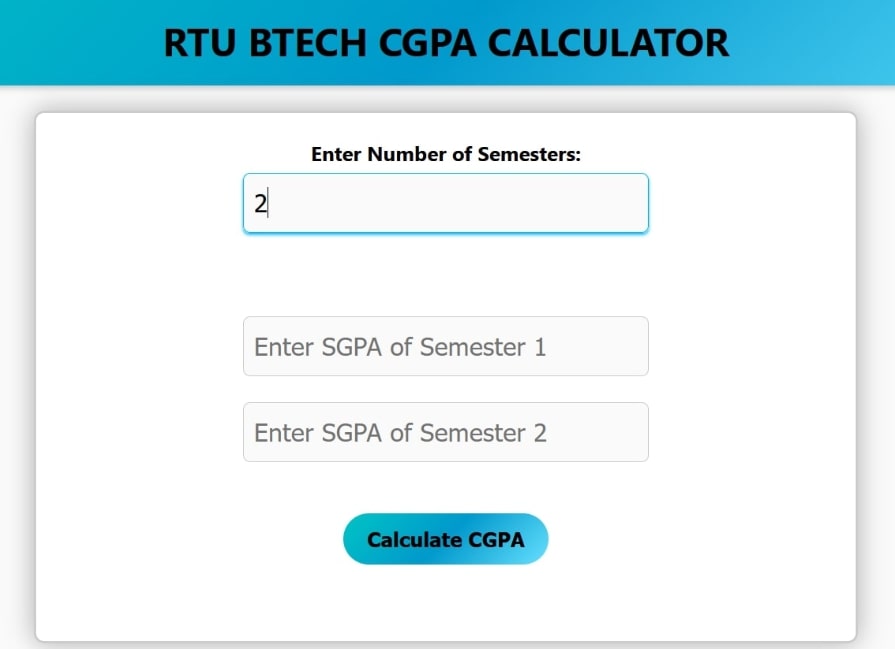 RTU BTECH CGPA CALCULATOR
Enter Number of Semesters:
2
Enter SGPA of Semester 1
Enter SGPA of Semester 2
Calculate CGPA